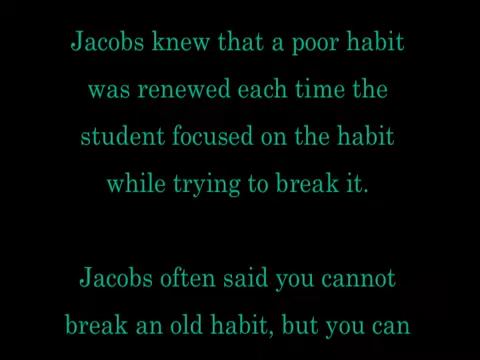 Jacobs knew that a poor habit
was renewed each time the
student focused on the habit
while trying to break it.
Jacobs often said you cannot
break an old habit, but you can